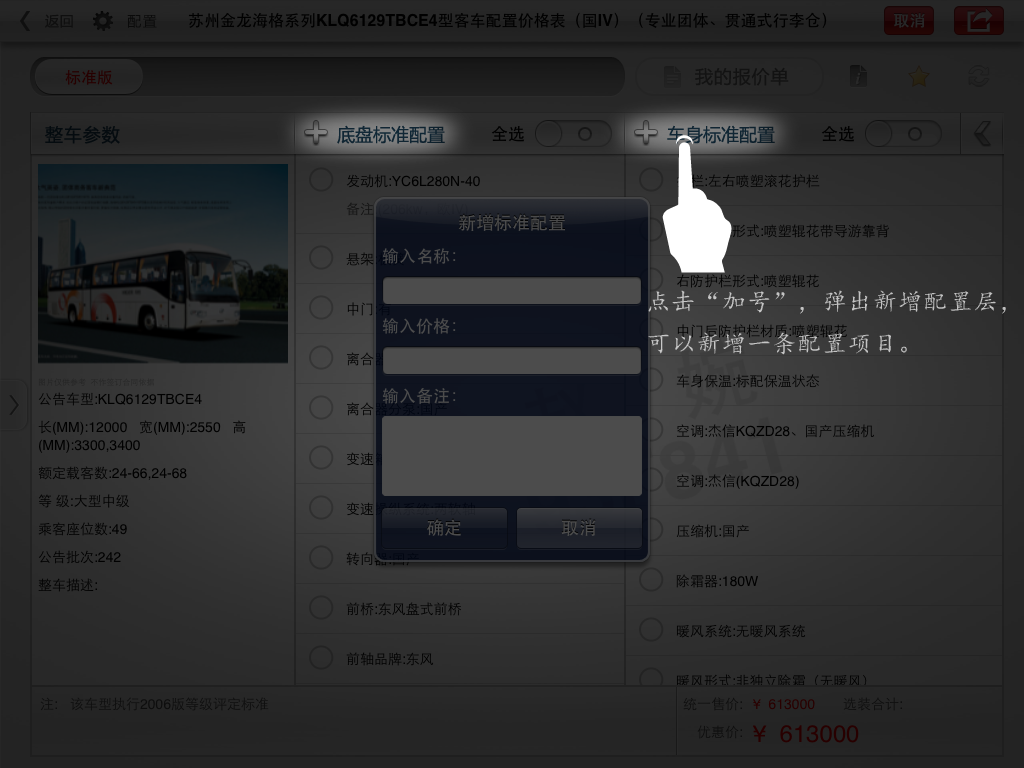 返回
配置
苏州金龙海格系列KLQ6129TBCE4型客车配置价格表（国IV）（专业团体、贯通式行李仓）
取消
标准版
我的报价单
整车参数
底盘标准配置
全选
车身标准配置
全选
公告车型:KLQ6129TBCE4
长(MM):12000 宽(MM):2550 高
(MM):3300,3400
额定载客数:24-66,24-68
等 级:大型中级
乘客座位数:49
公告批次:242
整车描述:
发动机:YC6L280N-40
备注
悬架
中门
离合
离合
变速
变速
转向器:国产
前桥:东风盘式前桥
前轴品牌:东风
新增标准配置
输入名称:
输入价格:
输入备注:
确定
取消
栏:左右喷塑滚花护栏
形式:喷塑辊花带导游靠背
右防护栏形式:喷塑辊花
中门后防护栏材质:喷塑辊花
车身保温:标配保温状态
空调:杰信KQZD28、国产压缩机
空调:杰信(KQZD28)
压缩机:国产
除霜器:180W
暖风系统:无暖风系统
暖风形式:非独立除霜（无暖风）
点击“加号”，弹出新增配置层，
可以新增一条配置项目。
841
注: 该车型执行2006版等级评定标准
统一售价: ¥ 613000 选装合计:
优惠价: ¥ 613000